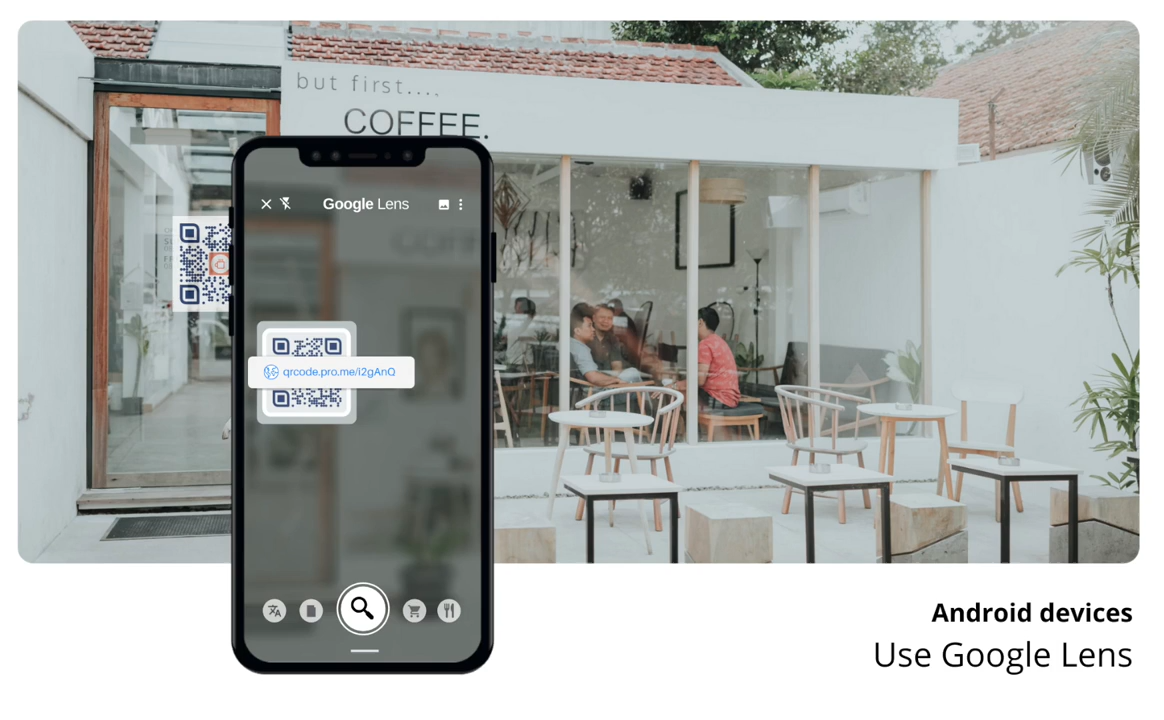 but first....,
COFFEE.
Google Lens
qrcode.pro.me/i2gAnQ
Android devices
Use Google Lens